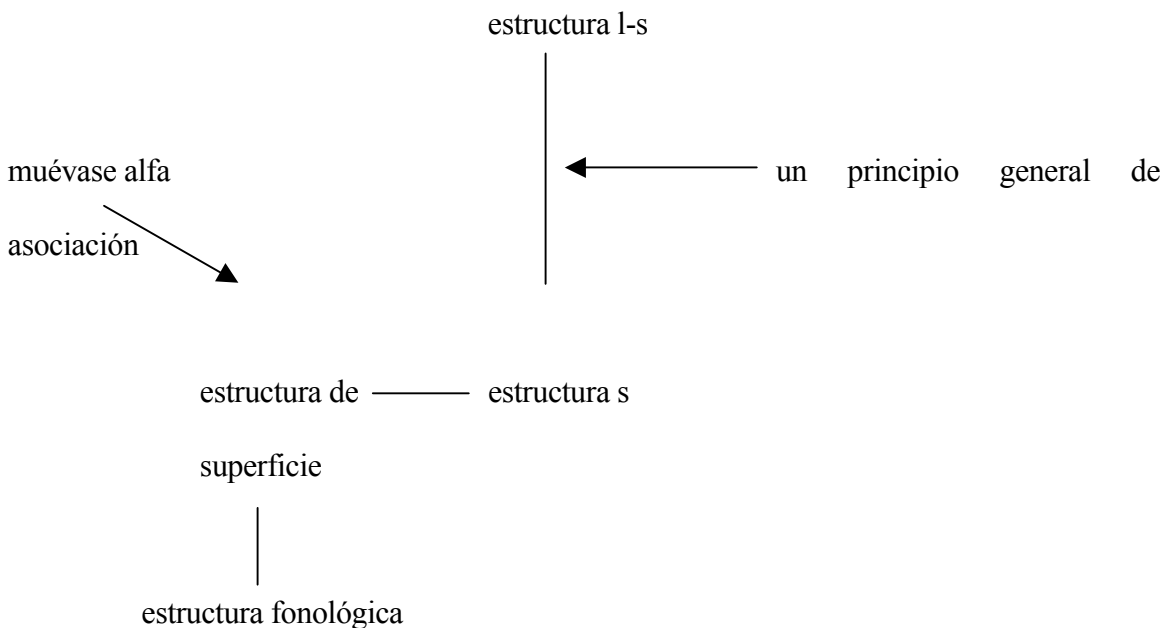 estructura l-s
muévase alfa
un principio general de
asociación
estructura de
estructura s
superficie
estructura fonológica